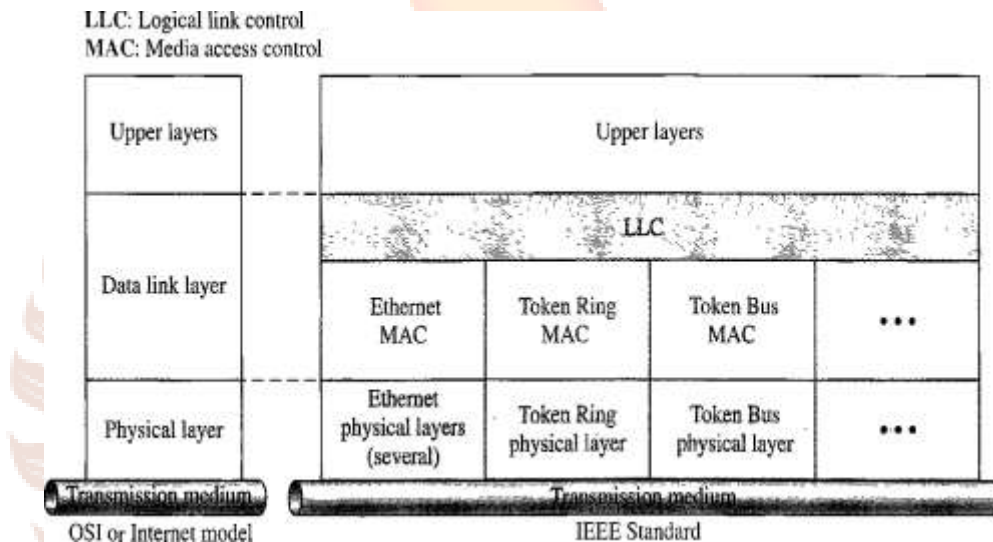 LLC: Logical link control
MAC: Media access control
Upper layers
Upper layers
Data link layer
LLC
Ethernet
MAC
Token Ring
MAC
Token Bus
MAC
•••
Physical layer
Ethernet
physical layers
(several)
Token Ring
physical layer
Token Bus
physical layer
•••
Transmission medium
Transmission medium
OSI or Internet model
IEEE Standard